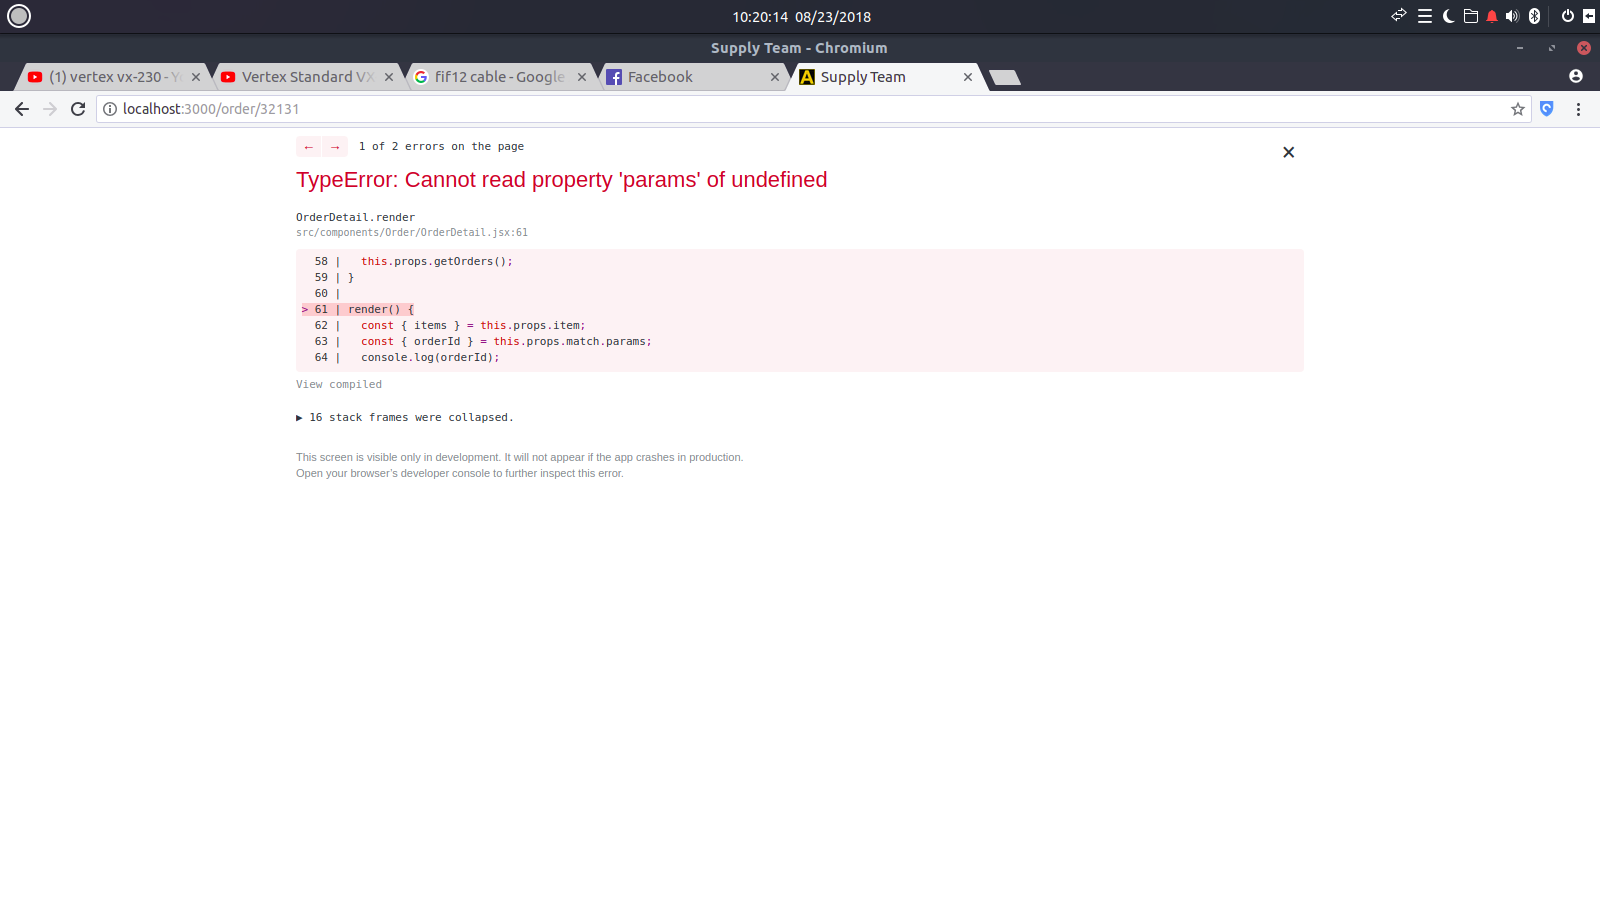 10:20:14 08/23/2018
Supply Team - Chromium
(1) vertex vx-230 - Y
Vertex Standard VX
fif12 cable - Google
Facebook
Supply Team
localhost:3000/order/32131
← → 1 of 2 errors on the page
TypeError: Cannot read property 'params' of undefined
OrderDetail.render
src/components/Order/OrderDetail.jsx:61
58 | this.props.getOrders();
59 | }
60 |
> 61 | render() {
62 | const { items } = this.props.item;
63 | const { orderId } = this.props.match.params;
64 | console.log(orderId);
View compiled
▶ 16 stack frames were collapsed.
This screen is visible only in development. It will not appear if the app crashes in production.
Open your browser's developer console to further inspect this error.